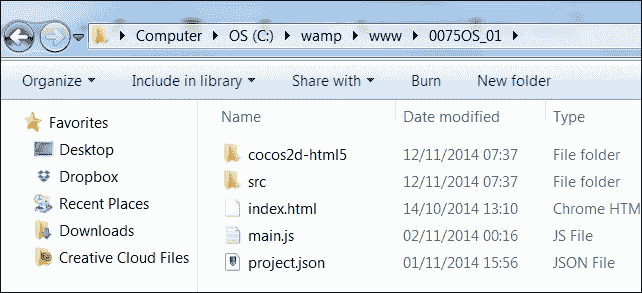 Computer OS (C:) wamp www 0075OS_01
Organize Include in library Share with Burn New folder
Favorites
Desktop
Dropbox
Recent Places
Downloads
Creative Cloud Files
Name Date modified Type
cocos2d-html5 12/11/2014 07:37 File folder
src 12/11/2014 07:37 File folder
index.html 14/10/2014 13:10 Chrome HTM
main.js 02/11/2014 00:16 JS File
project.json 01/11/2014 15:56 JSON File